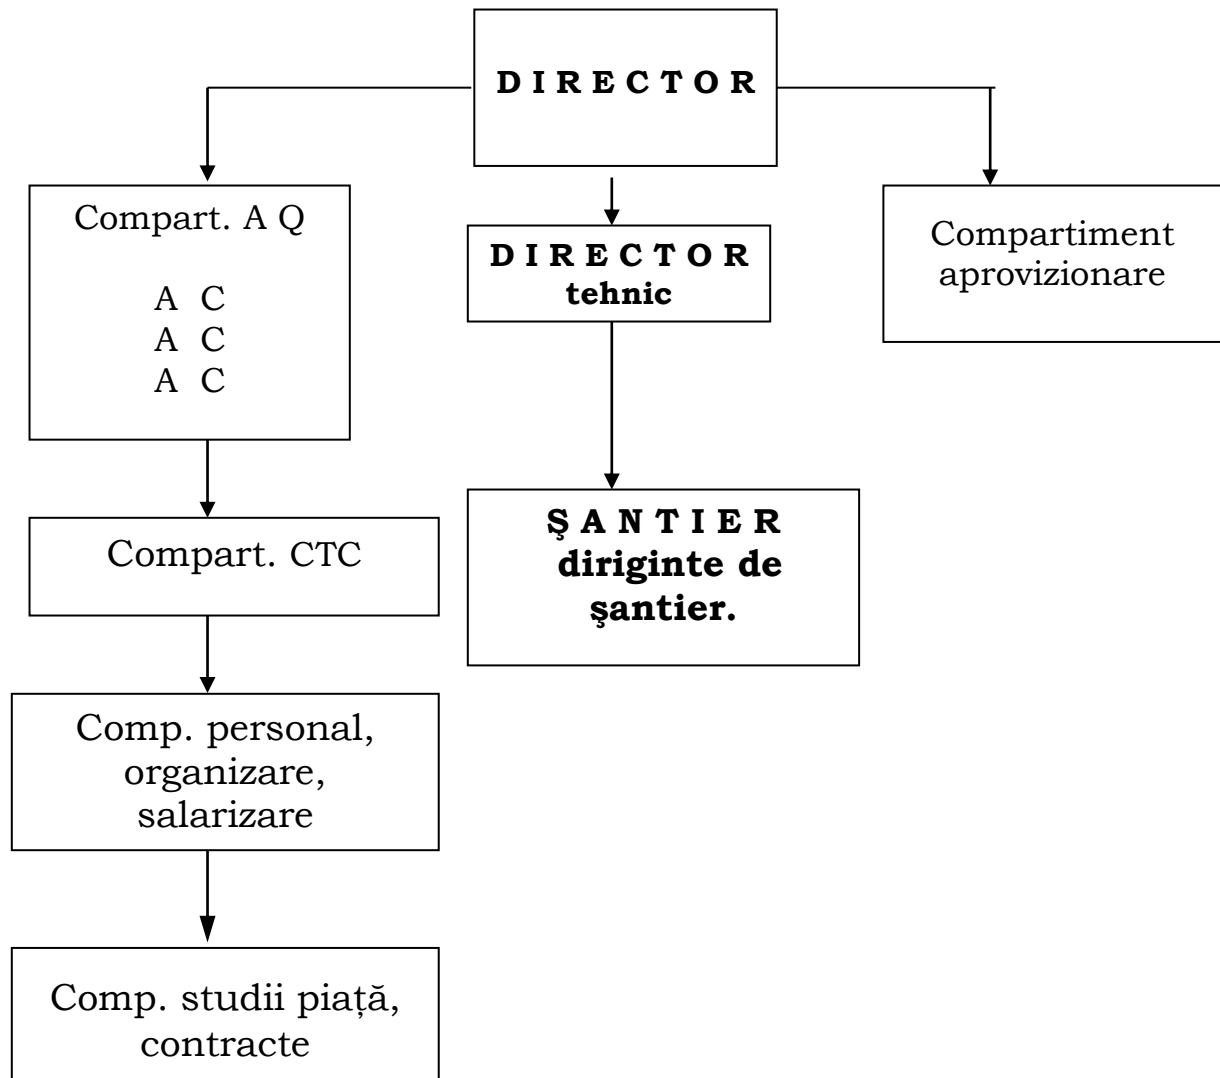 D I R E C T O R
Compart. A Q
A C
A C
A C
D I R E C T O R
tehnic
Compartiment
aprovizionare
Compart. CTC
Ş A N T I E R
diriginte de
şantier.
Comp. personal,
organizare,
salarizare
Comp. studii piață,
contracte